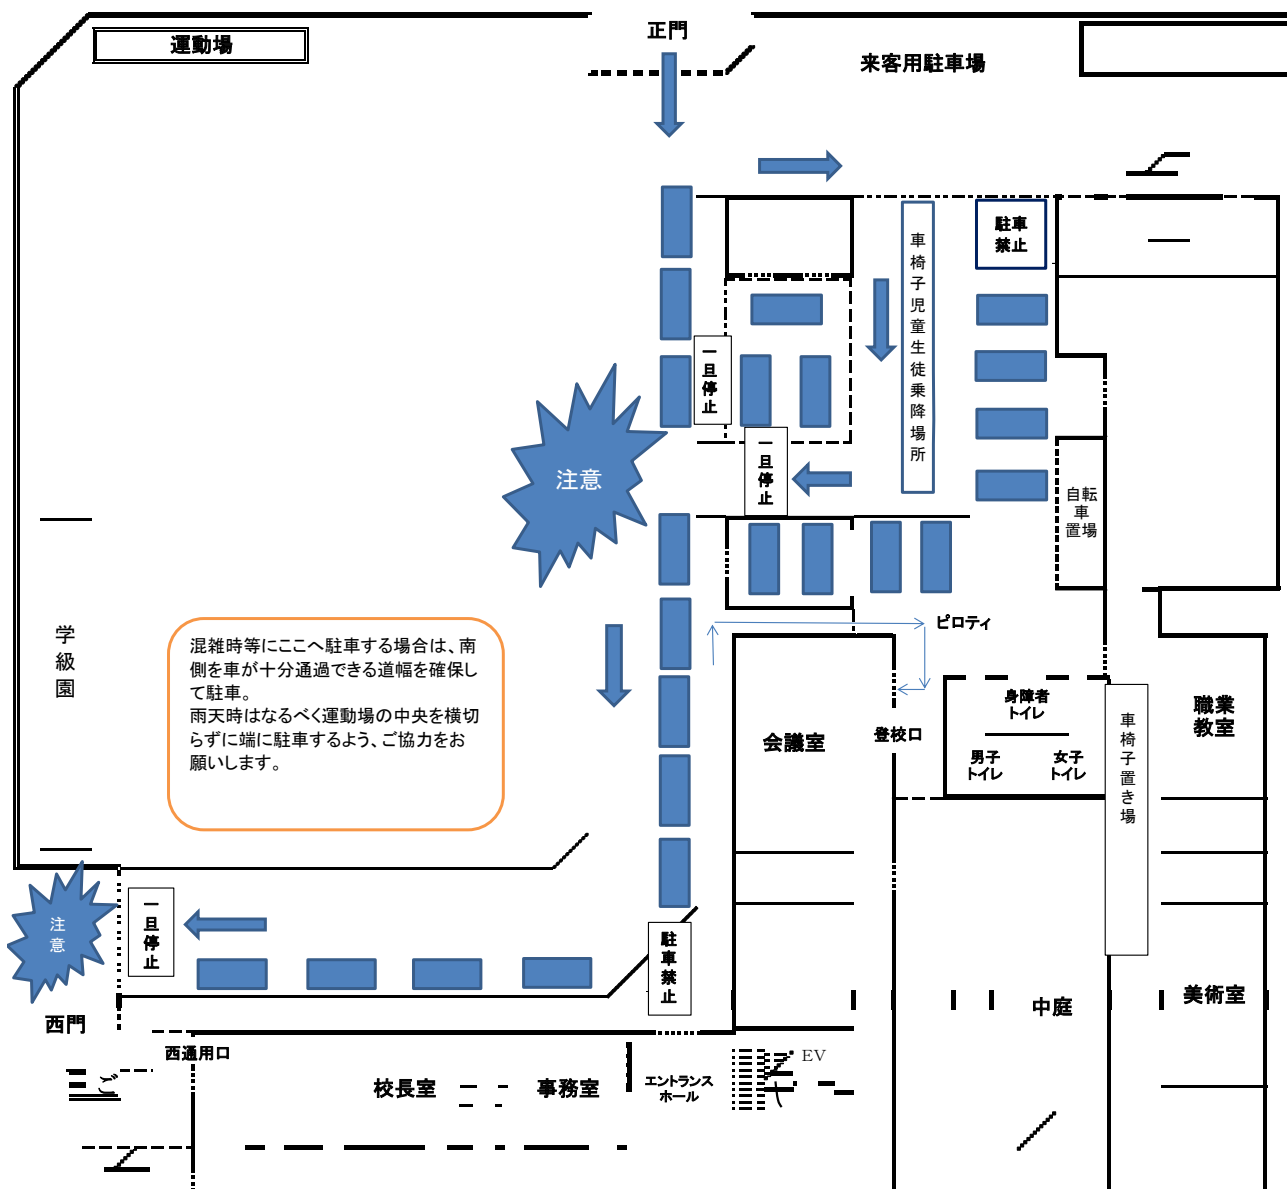 正門
運動場
来客用駐車場
駐車
禁止
車椅子児童生徒乗降場所
一旦停止
一旦停止
注意
自転
車
置場
学級園
混雑時等にここへ駐車する場合は、南
側を車が十分通過できる道幅を確保し
て駐車。
雨天時はなるべく運動場の中央を横切
らずに端に駐車するよう、ご協力をお
願いします。
ピロティ
身障者
トイレ
職業
教室
会議室
登校口
男子
トイレ
女子
トイレ
車椅子置き場
注意
一旦停止
駐車禁止
西門
中庭
美術室
西通用口
校長室
事務室
エントランス
ホール
EV